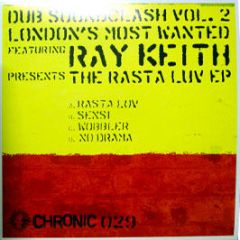 DUB SOUNDCLASH VOL. 2
LONDON'S MOST WANTED
FEATURING RAY KEITH
PRESENTS THE RASTA LUV EP
RASTA LUV
SENSI
WOBBLER
NO DRAMA
CHRONIC 029